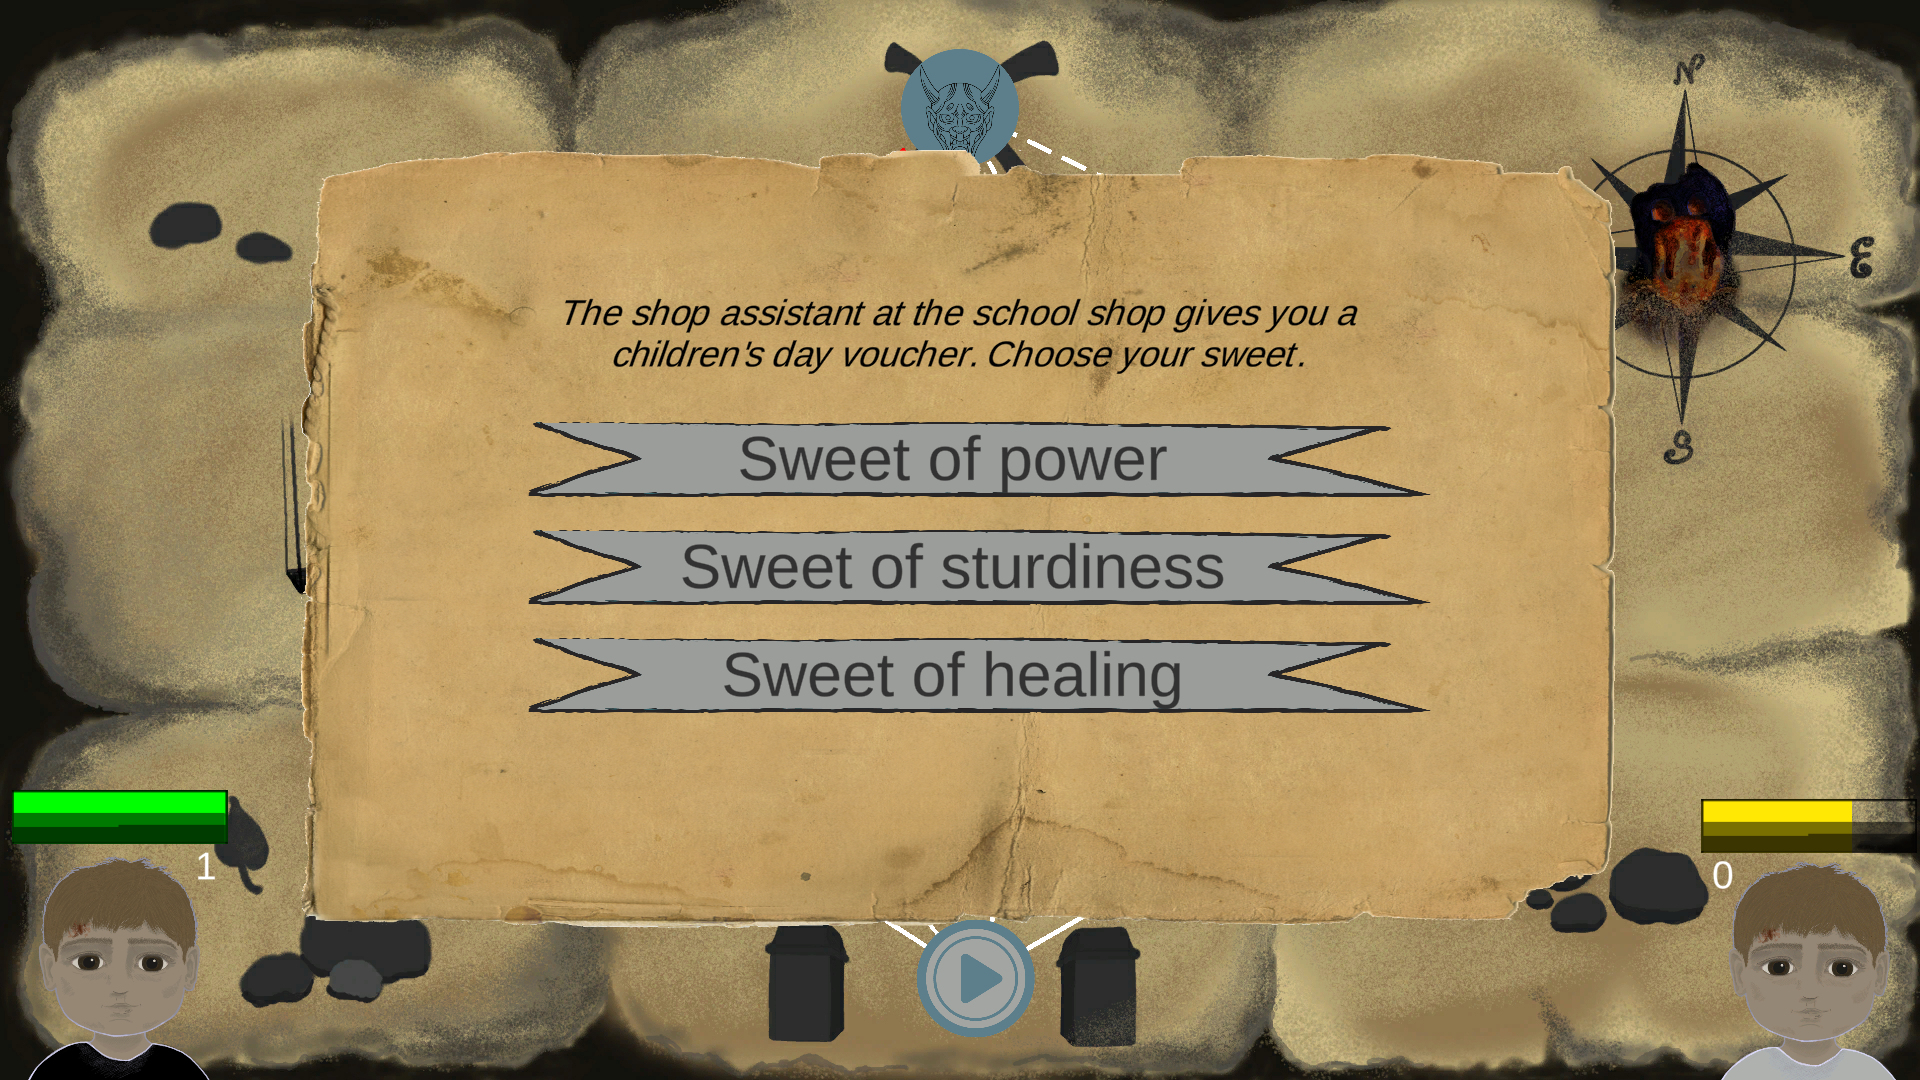 N
E
S
The shop assistant at the school shop gives you a
children's day voucher. Choose your sweet.
Sweet of power
Sweet of sturdiness
Sweet of healing
1
0